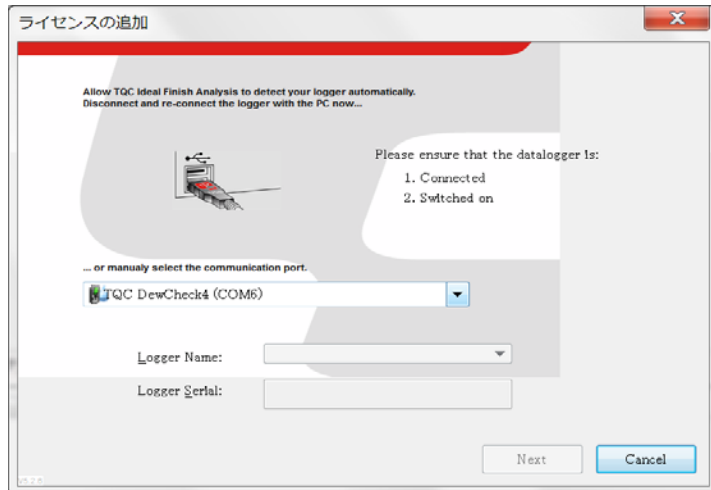 ライセンスの追加
Allow TQC Ideal Finish Analysis to detect your logger automatically.
Disconnect and re-connect the logger with the PC now...
Please ensure that the datalogger is:
1. Connected
2. Switched on
... or manualy select the communication port.
TQC DewCheck4 (COM6)
Logger Name:
Logger Serial:
Next
Cancel